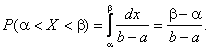 P(α < X < β) = ∫_α^β dx/(b − a) = (β − α)/(b − a).